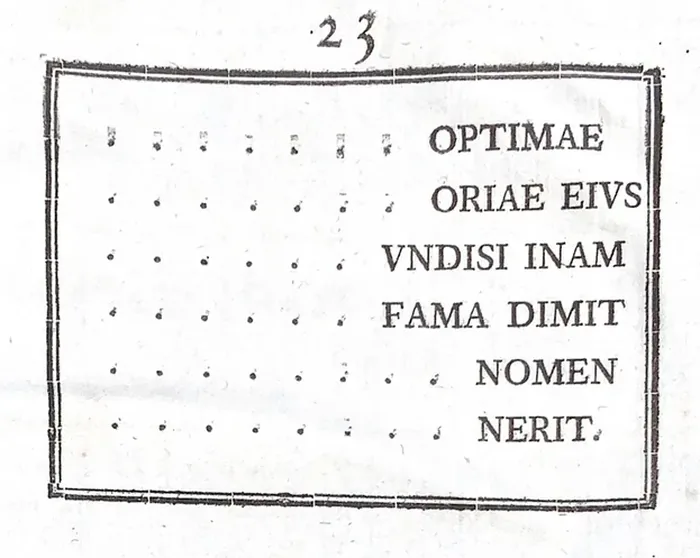 23
. . . . . . . OPTIMAE
. . . . . . . ORIAE EIVS
. . . . . . VNDISI INAM
. . . . . . FAMA DIMIT
. . . . . . . . NOMEN
. . . . . . . . NERIT.